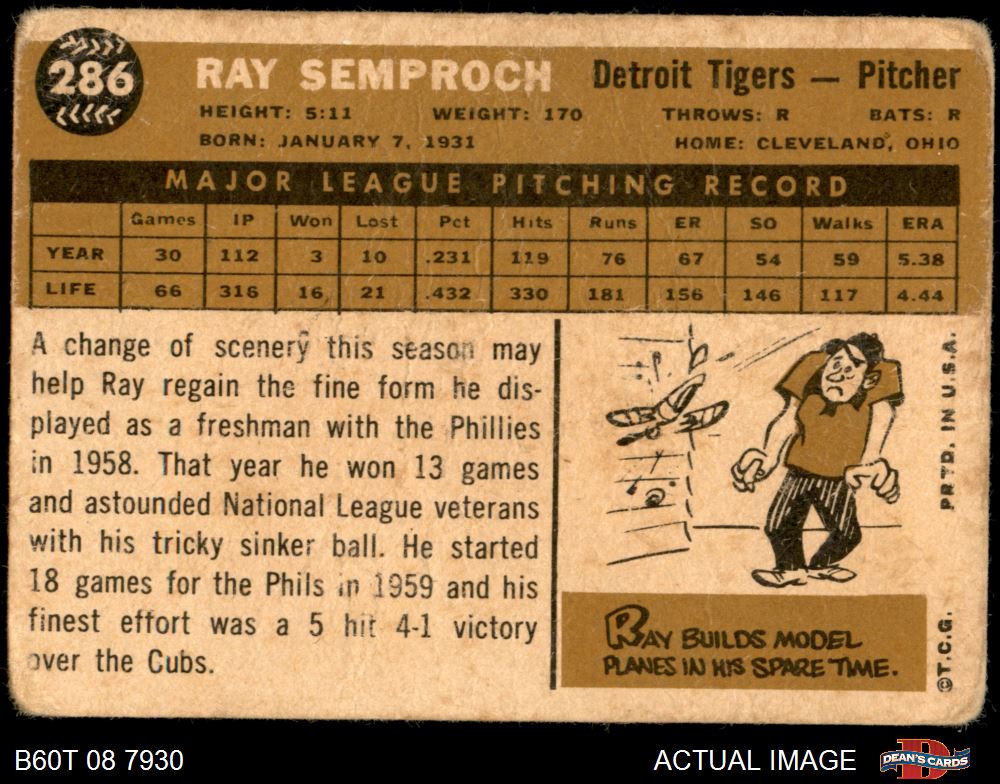 286 RAY SEMPROCH Detroit Tigers — Pitcher
HEIGHT: 5:11 WEIGHT: 170 THROWS: R BATS: R
BORN: JANUARY 7, 1931 HOME: CLEVELAND, OHIO
MAJOR LEAGUE PITCHING RECORD
Games IP Won Lost Pct Hits Runs ER SO Walks ERA
YEAR 30 112 3 10 .231 119 76 67 54 59 5.38
LIFE 66 316 16 21 .432 330 181 156 146 117 4.44
A change of scenery this season may
help Ray regain the fine form he dis-
played as a freshman with the Phillies
in 1958. That year he won 13 games
and astounded National League veterans
with his tricky sinker ball. He started
18 games for the Phils in 1959 and his
finest effort was a 5 hit 4-1 victory
over the Cubs.
RAY BUILDS MODEL
PLANES IN HIS SPARE TIME.
PRTD. IN U.S.A.
©T.C.G.
B60T 08 7930 ACTUAL IMAGE
D
DEAN'S CARDS